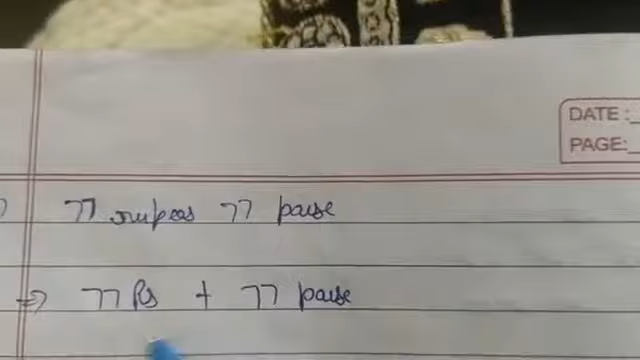 DATE :
PAGE:
77 rupees 77 paise
⇒ 77 Rs + 77 paise